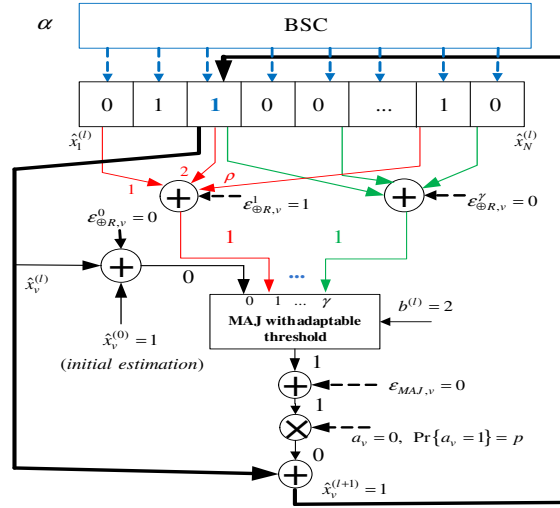 α BSC
0 1 1 0 0 ... 1 0
x̂₁⁽ˡ⁾ x̂_N⁽ˡ⁾
1 2 ρ
+ ε¹_{⊕R,v} = 1 + ε^γ_{⊕R,v} = 0
ε⁰_{⊕R,v} = 0
1 1
x̂_v⁽ˡ⁾ + 0 ...
0 1 ... γ
x̂_v⁽⁰⁾ = 1 MAJ with adaptable b⁽ˡ⁾ = 2
(initial estimation) threshold
1
+ ε_{MAJ,v} = 0
1
× a_v = 0, Pr{a_v = 1} = p
0
+ x̂_v⁽ˡ⁺¹⁾ = 1